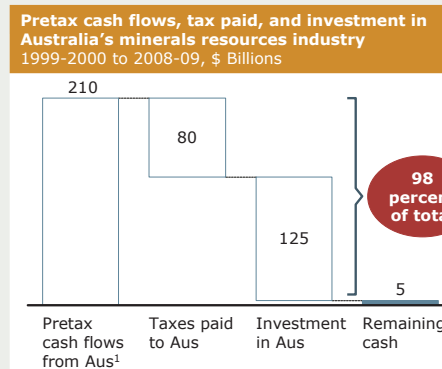 Pretax cash flows, tax paid, and investment in
Australia's minerals resources industry
1999-2000 to 2008-09, $ Billions
210
80
125
98
percen
of tota
5
Pretax
cash flows
from Aus¹
Taxes paid
to Aus
Investment
in Aus
Remaining
cash